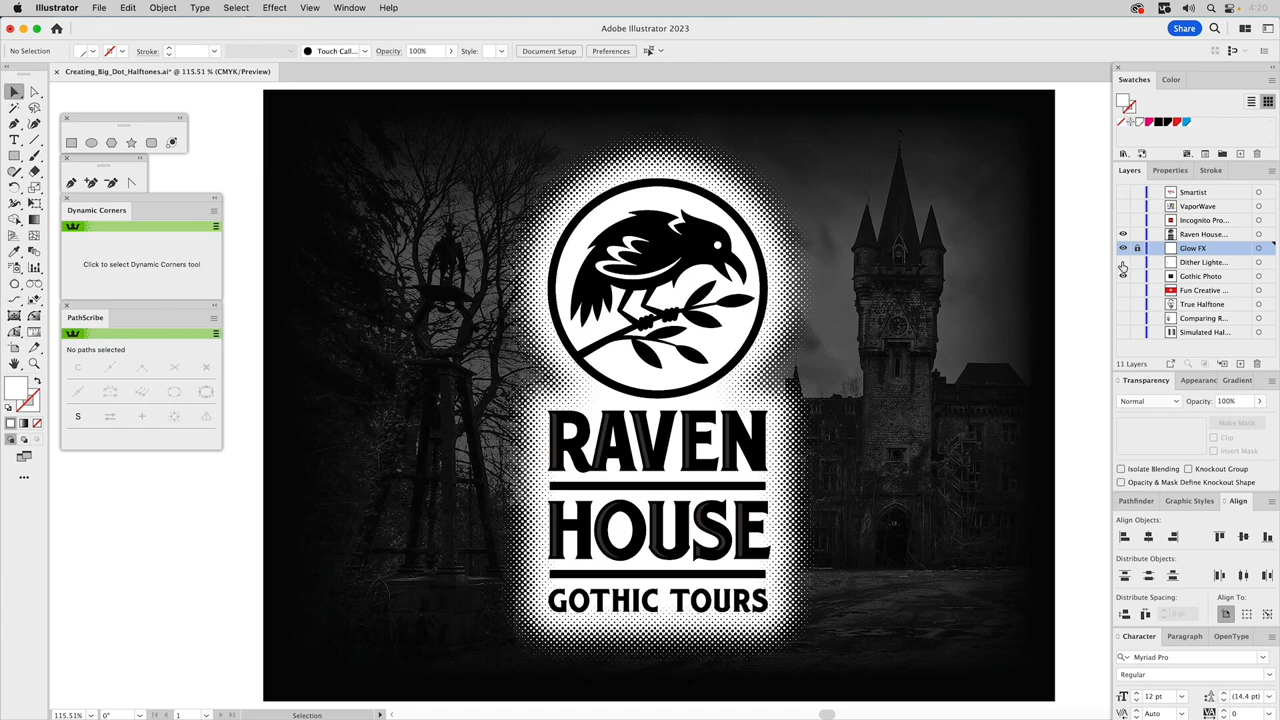 Illustrator File Edit Object Type Select Effect View Window Help 4:20
Adobe Illustrator 2023 Share
No Selection Stroke: Touch Call... Opacity: 100% Style: Document Setup Preferences
× Creating_Big_Dot_Halftones.ai* @ 115.51 % (CMYK/Preview)
Dynamic Corners
Click to select Dynamic Corners tool
PathScribe
No paths selected
RAVEN
HOUSE
GOTHIC TOURS
Swatches Color
Layers Properties Stroke
Smartist
VaporWave
Incognito Pro...
Raven House...
Glow FX
Dither Lighte...
Gothic Photo
Fun Creative ...
True Halftone
Comparing R...
Simulated Hal...
11 Layers
Transparency Appearanc Gradient
Normal Opacity: 100%
Make Mask
Clip
Invert Mask
Isolate Blending Knockout Group
Opacity & Mask Define Knockout Shape
Pathfinder Graphic Styles Align
Align Objects:
Distribute Objects:
Distribute Spacing: Align To:
0 pt
Character Paragraph OpenType
Myriad Pro
Regular
12 pt (14.4 pt)
Auto 0
115.51% 0° 1 Selection